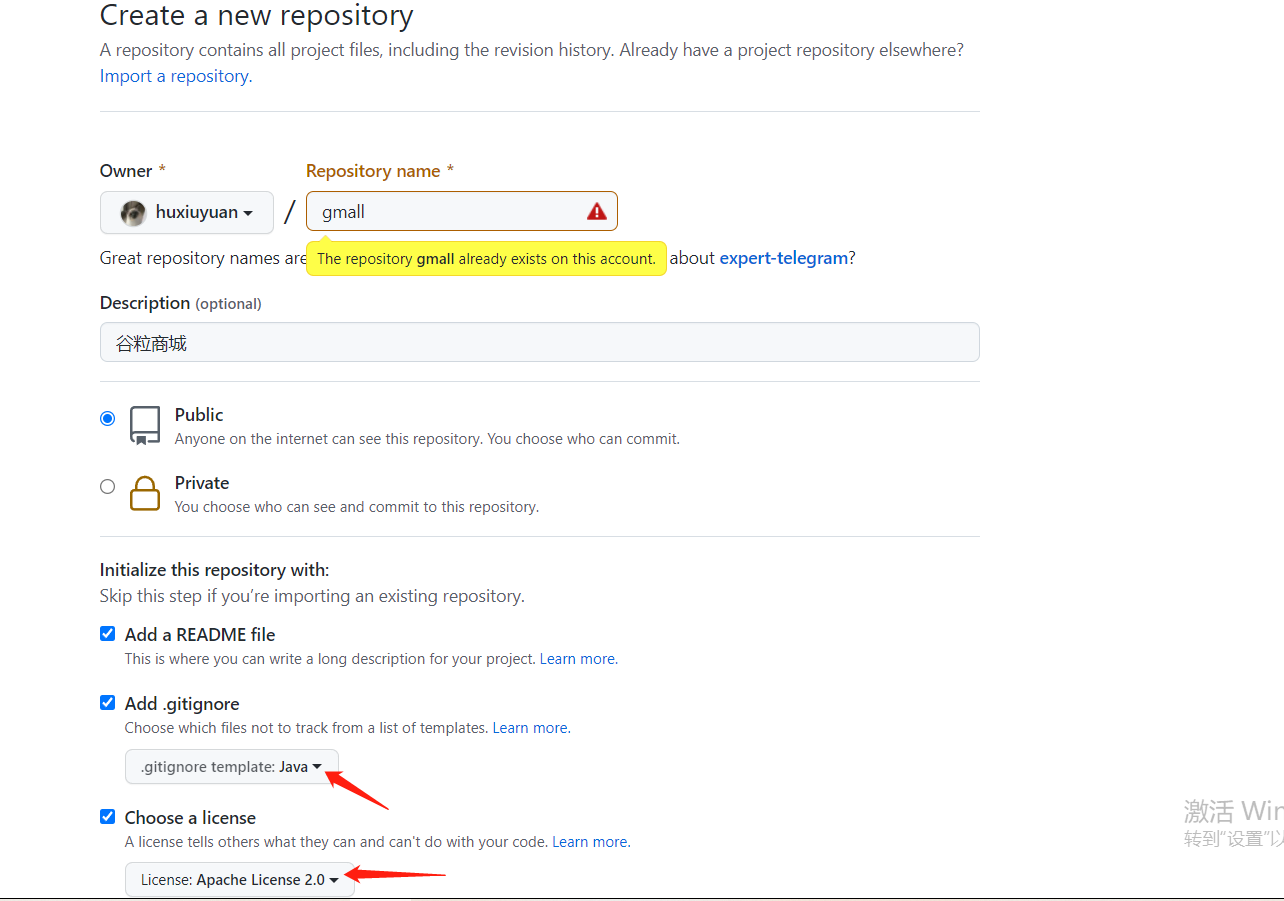 Create a new repository
A repository contains all project files, including the revision history. Already have a project repository elsewhere?
Import a repository.
Owner * Repository name *
huxiuyuan / gmall
Great repository names are The repository gmall already exists on this account. about expert-telegram?
Description (optional)
谷粒商城
Public
Anyone on the internet can see this repository. You choose who can commit.
Private
You choose who can see and commit to this repository.
Initialize this repository with:
Skip this step if you’re importing an existing repository.
Add a README file
This is where you can write a long description for your project. Learn more.
Add .gitignore
Choose which files not to track from a list of templates. Learn more.
.gitignore template: Java
Choose a license
A license tells others what they can and can't do with your code. Learn more.
License: Apache License 2.0
激活 Win
转到“设置”以